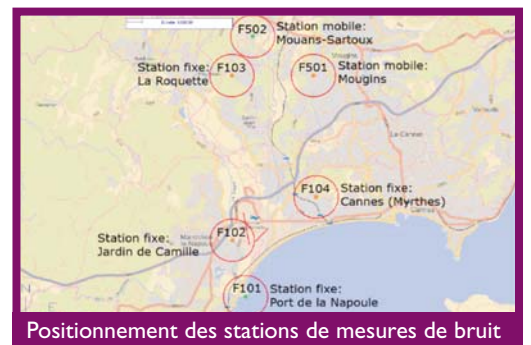 F502
Station mobile:
Mouans-Sartoux
Station fixe:
La Roquette
F103
F501
Station mobile:
Mougins
Le Cannet
F104
Station fixe:
Cannes (Myrthes)
F102
Station fixe:
Jardin de Camille
F101
Station fixe:
Port de la Napoule
Positionnement des stations de mesures de bruit